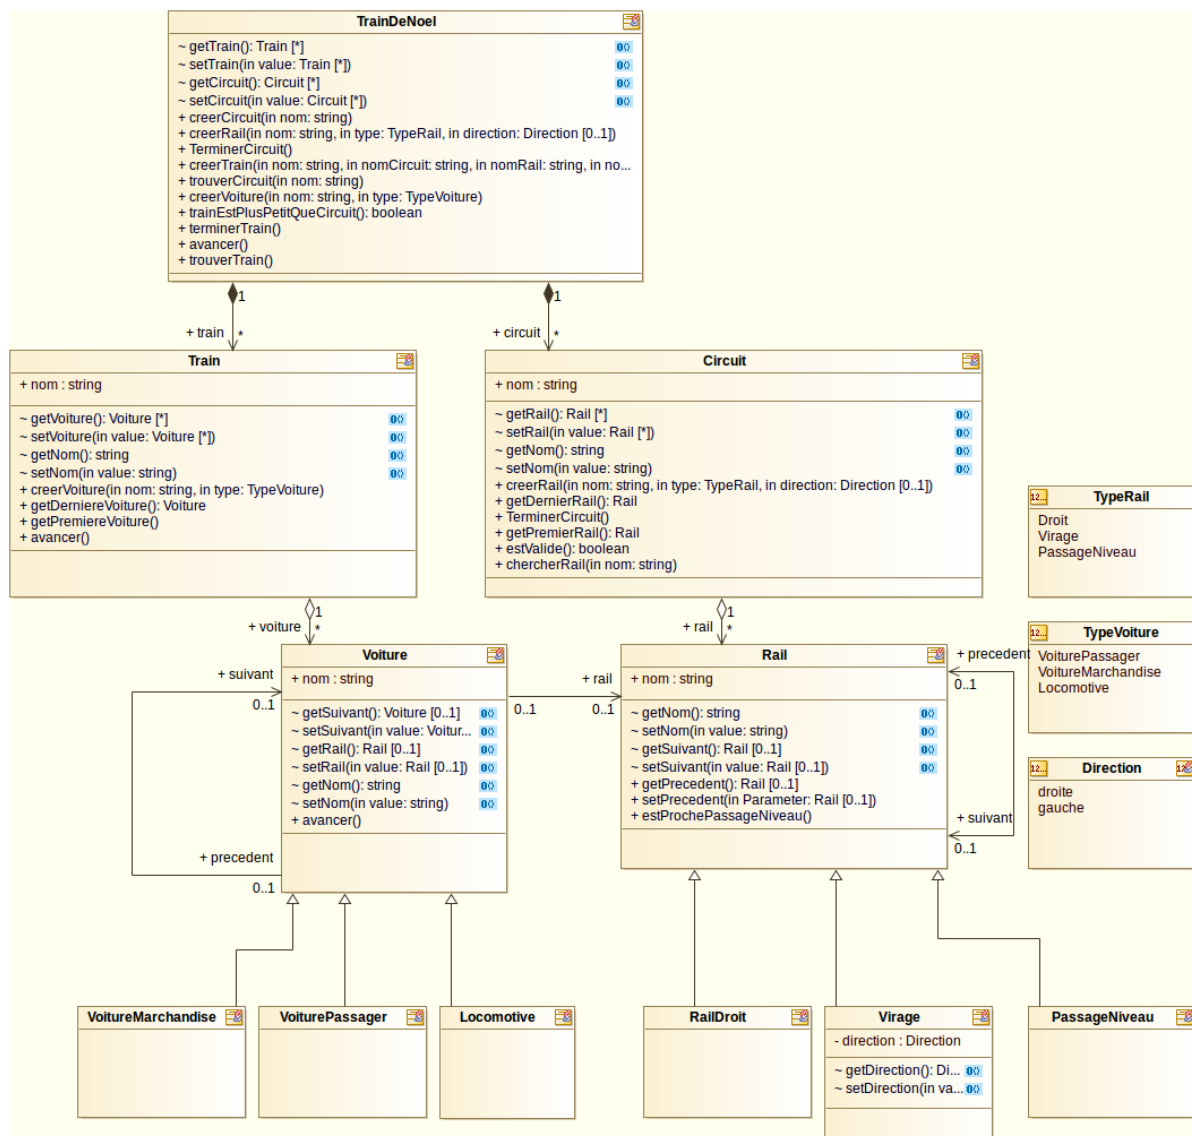 TrainDeNoel
~ getTrain(): Train [*]
~ setTrain(in value: Train [*])
~ getCircuit(): Circuit [*]
~ setCircuit(in value: Circuit [*])
+ creerCircuit(in nom: string)
+ creerRail(in nom: string, in type: TypeRail, in direction: Direction [0..1])
+ TerminerCircuit()
+ creerTrain(in nom: string, in nomCircuit: string, in nomRail: string, in no...
+ trouverCircuit(in nom: string)
+ creerVoiture(in nom: string, in type: TypeVoiture)
+ trainEstPlusPetitQueCircuit(): boolean
+ terminerTrain()
+ avancer()
+ trouverTrain()
1
+ train
*
1
+ circuit
*
Train
+ nom : string
~ getVoiture(): Voiture [*]
~ setVoiture(in value: Voiture [*])
~ getNom(): string
~ setNom(in value: string)
+ creerVoiture(in nom: string, in type: TypeVoiture)
+ getDerniereVoiture(): Voiture
+ getPremiereVoiture()
+ avancer()
Circuit
+ nom : string
~ getRail(): Rail [*]
~ setRail(in value: Rail [*])
~ getNom(): string
~ setNom(in value: string)
+ creerRail(in nom: string, in type: TypeRail, in direction: Direction [0..1])
+ getDernierRail(): Rail
+ TerminerCircuit()
+ getPremierRail(): Rail
+ estValide(): boolean
+ chercherRail(in nom: string)
TypeRail
Droit
Virage
PassageNiveau
1
+ voiture
*
1
+ rail
*
TypeVoiture
VoiturePassager
VoitureMarchandise
Locomotive
Direction
droite
gauche
Voiture
+ nom : string
~ getSuivant(): Voiture [0..1]
~ setSuivant(in value: Voitur...
~ getRail(): Rail [0..1]
~ setRail(in value: Rail [0..1])
~ getNom(): string
~ setNom(in value: string)
+ avancer()
+ suivant
0..1
+ precedent
0..1
+ rail
0..1
0..1
Rail
+ nom : string
~ getNom(): string
~ setNom(in value: string)
~ getSuivant(): Rail [0..1]
~ setSuivant(in value: Rail [0..1])
+ getPrecedent(): Rail [0..1]
+ setPrecedent(in Parameter: Rail [0..1])
+ estProchePassageNiveau()
+ precedent
0..1
+ suivant
0..1
VoitureMarchandise
VoiturePassager
Locomotive
RailDroit
Virage
- direction : Direction
~ getDirection(): Di...
~ setDirection(in va...
PassageNiveau